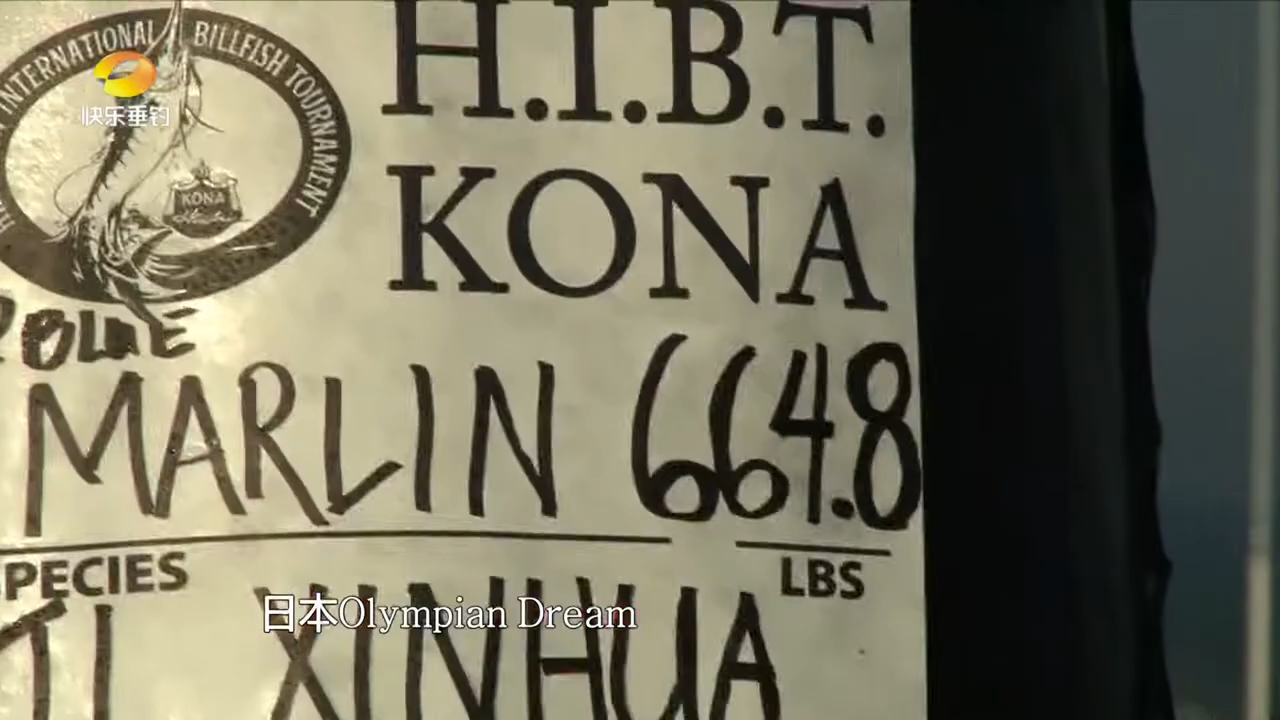 INTERNATIONAL BILLFISH TOURNAMENT
快乐垂钓
KONA
H.I.B.T.
KONA
MARLIN 664.8
SPECIES
LBS
日本Olympian Dream
XINHUA